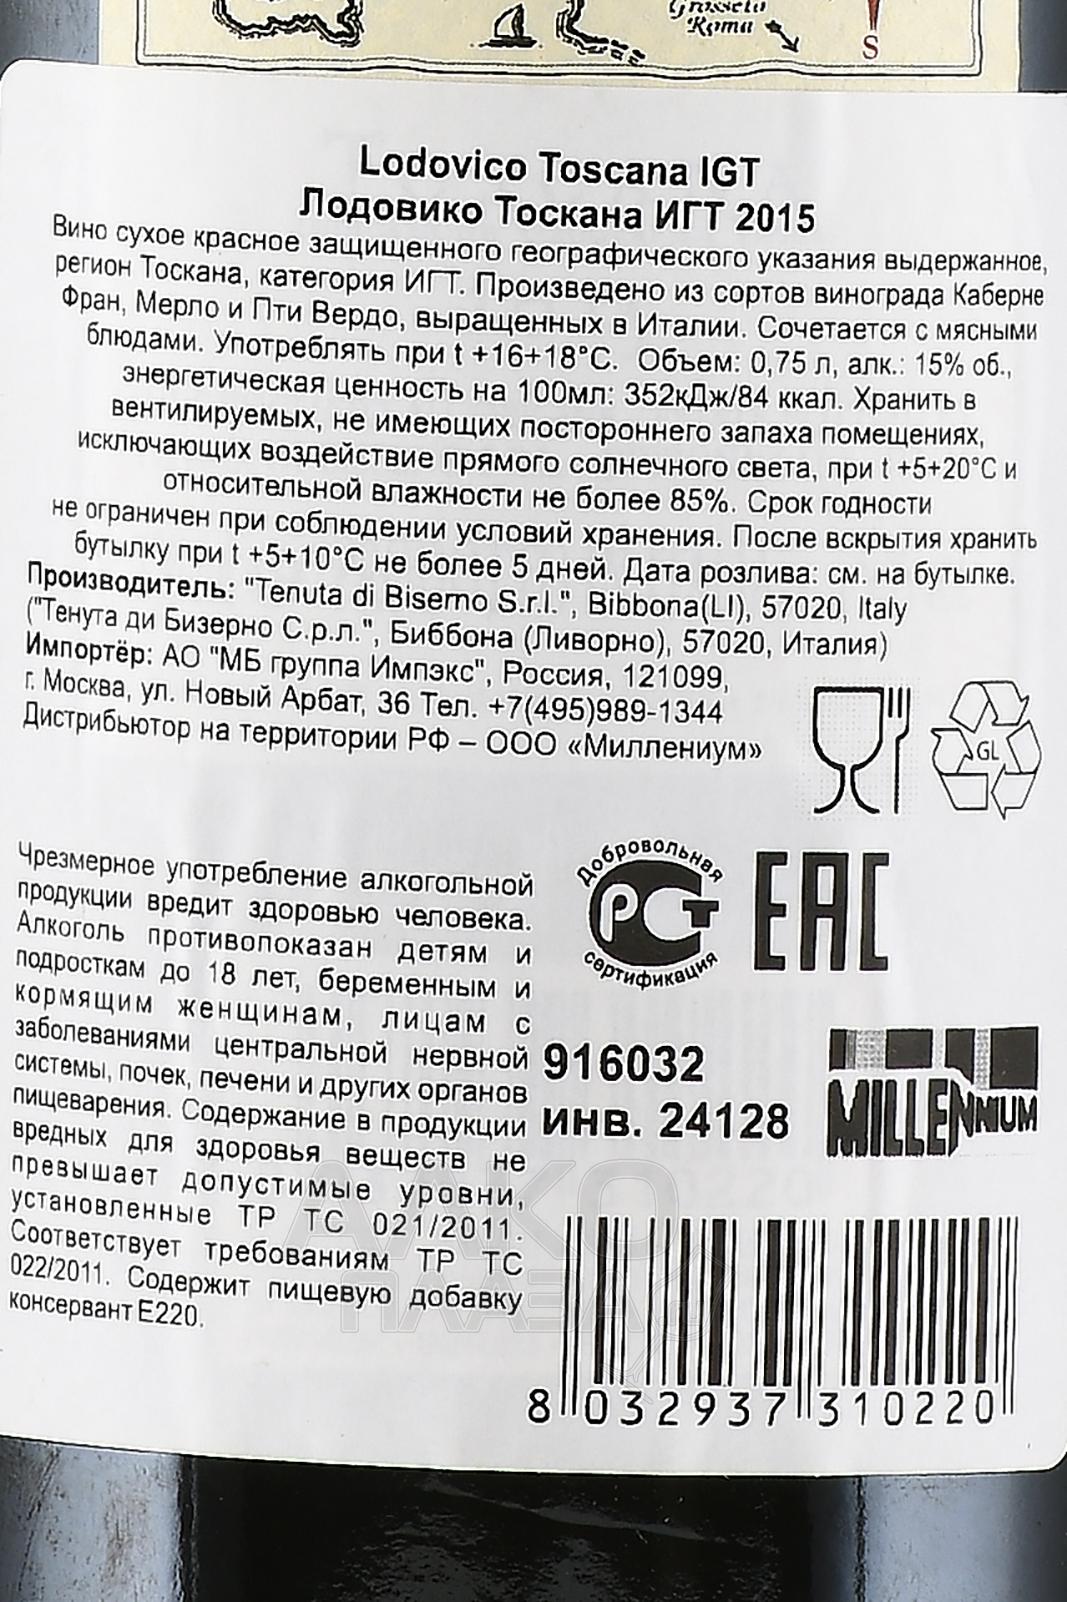 Grosseto
Roma
S
Lodovico Toscana IGT
Лодовико Тоскана ИГТ 2015
Вино сухое красное защищенного географического указания выдержанное,
регион Тоскана, категория ИГТ. Произведено из сортов винограда Каберне
Фран, Мерло и Пти Вердо, выращенных в Италии. Сочетается с мясными
блюдами. Употреблять при t +16+18°С. Объем: 0,75 л, алк.: 15% об.,
энергетическая ценность на 100мл: 352кДж/84 ккал. Хранить в
вентилируемых, не имеющих постороннего запаха помещениях,
исключающих воздействие прямого солнечного света, при t +5+20°С и
относительной влажности не более 85%. Срок годности
не ограничен при соблюдении условий хранения. После вскрытия хранить
бутылку при t +5+10°С не более 5 дней. Дата розлива: см. на бутылке.
Производитель: "Tenuta di Biserno S.r.l.", Bibbona(LI), 57020, Italy
("Тенута ди Бизерно С.р.л.", Биббона (Ливорно), 57020, Италия)
Импортёр: АО "МБ группа Импэкс", Россия, 121099,
г. Москва, ул. Новый Арбат, 36 Тел. +7(495)989-1344
Дистрибьютор на территории РФ – ООО «Миллениум»
GL
Чрезмерное употребление алкогольной
продукции вредит здоровью человека.
Алкоголь противопоказан детям и
подросткам до 18 лет, беременным и
кормящим женщинам, лицам с
заболеваниями центральной нервной
системы, почек, печени и других органов
пищеварения. Содержание в продукции
вредных для здоровья веществ не
превышает допустимые уровни,
установленные ТР ТС 021/2011.
Соответствует требованиям ТР ТС
022/2011. Содержит пищевую добавку
консервант Е220.
Добровольная
РСТ
сертификация
ЕАС
916032
инв. 24128
MILLENNIUM
АЛКО
ПЛАЗА
8 032937 310220